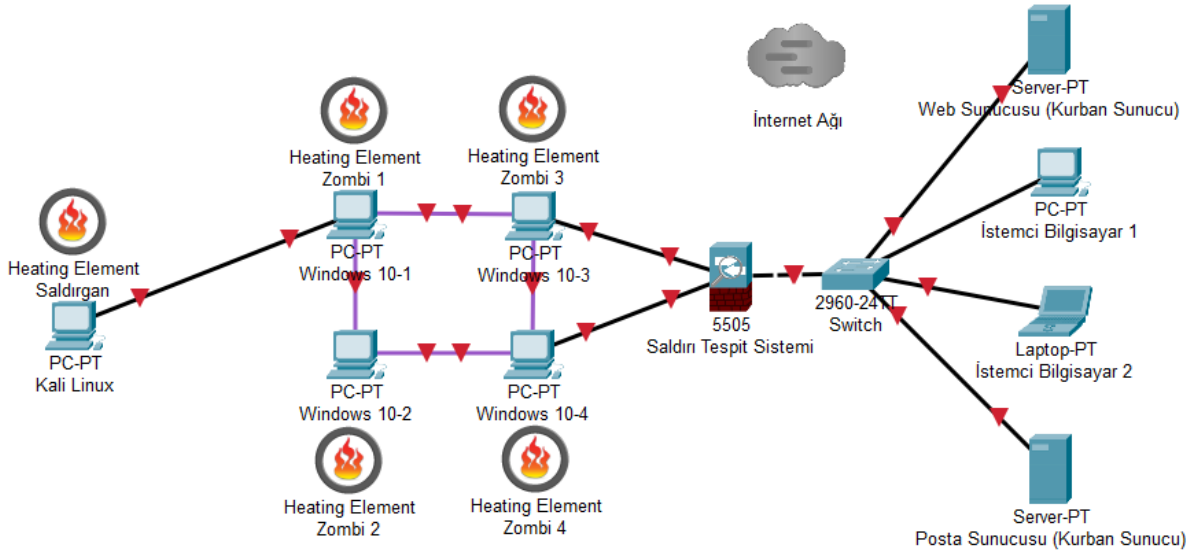 Server-PT
Web Sunucusu (Kurban Sunucu)
İnternet Ağı
Heating Element
Zombi 1
Heating Element
Zombi 3
PC-PT
İstemci Bilgisayar 1
Heating Element
Saldırgan
PC-PT
Windows 10-1
PC-PT
Windows 10-3
2960-24TT
Switch
5505
Saldırı Tespit Sistemi
Laptop-PT
İstemci Bilgisayar 2
PC-PT
Kali Linux
PC-PT
Windows 10-2
PC-PT
Windows 10-4
Heating Element
Zombi 2
Heating Element
Zombi 4
Server-PT
Posta Sunucusu (Kurban Sunucu)